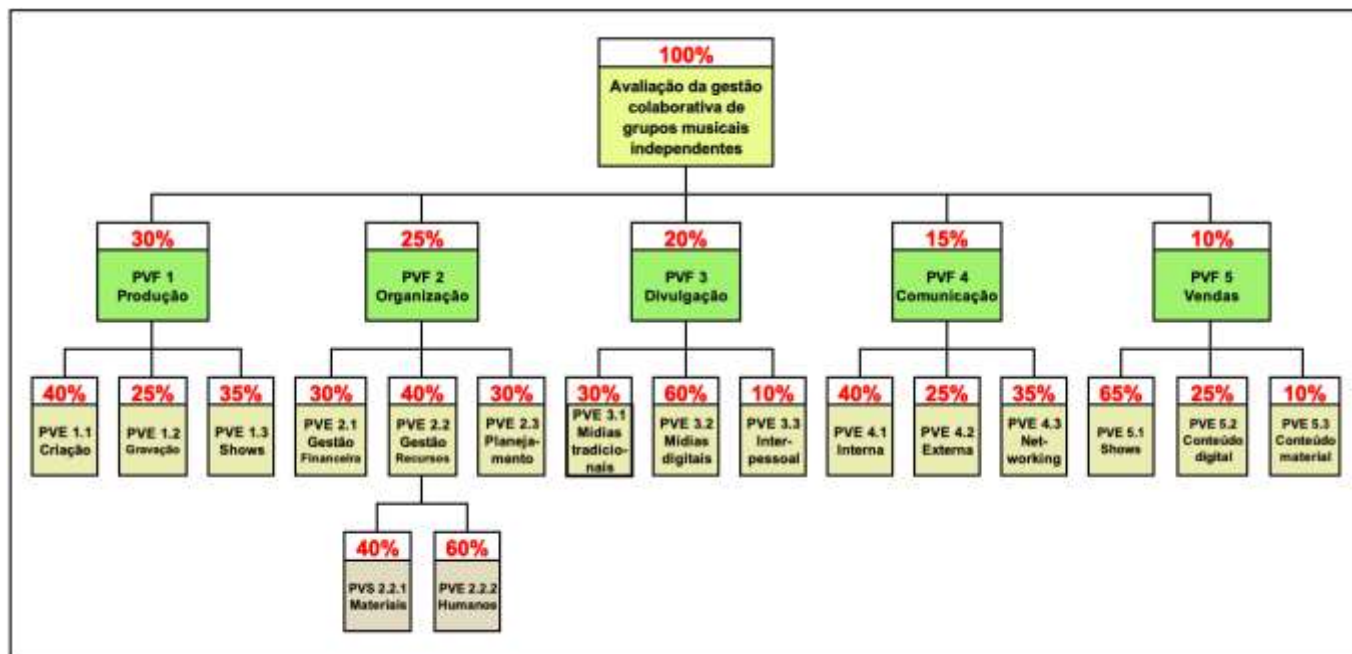 100%
Avaliação da gestão
colaborativa de
grupos musicais
independentes
30%
PVF 1
Produção
25%
PVF 2
Organização
20%
PVF 3
Divulgação
15%
PVF 4
Comunicação
10%
PVF 5
Vendas
40%
PVE 1.1
Criação
25%
PVE 1.2
Gravação
35%
PVE 1.3
Shows
30%
PVE 2.1
Gestão
Financeira
40%
PVE 2.2
Gestão
Recursos
30%
PVE 2.3
Planeja-
mento
30%
PVE 3.1
Mídias
tradicio-
nais
60%
PVE 3.2
Mídias
digitais
10%
PVE 3.3
Inter-
pessoal
40%
PVE 4.1
Interna
25%
PVE 4.2
Externa
35%
PVE 4.3
Net-
working
65%
PVE 5.1
Shows
25%
PVE 5.2
Conteúdo
digital
10%
PVE 5.3
Conteúdo
material
40%
PVS 2.2.1
Materiais
60%
PVE 2.2.2
Humanos